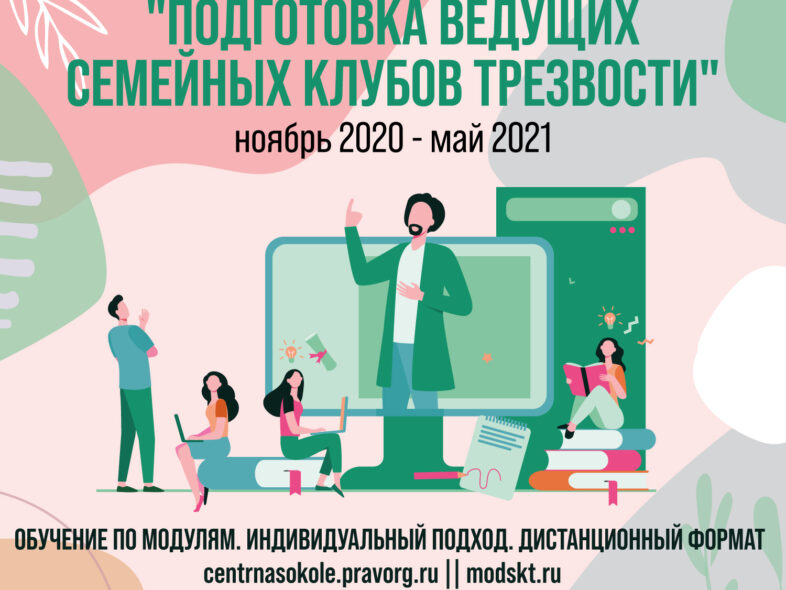 "ПОДГОТОВКА ВЕДУЩИХ
СЕМЕЙНЫХ КЛУБОВ ТРЕЗВОСТИ"
ноябрь 2020 - май 2021
ОБУЧЕНИЕ ПО МОДУЛЯМ. ИНДИВИДУАЛЬНЫЙ ПОДХОД. ДИСТАНЦИОННЫЙ ФОРМАТ
centrnasokole.pravorg.ru || modskt.ru